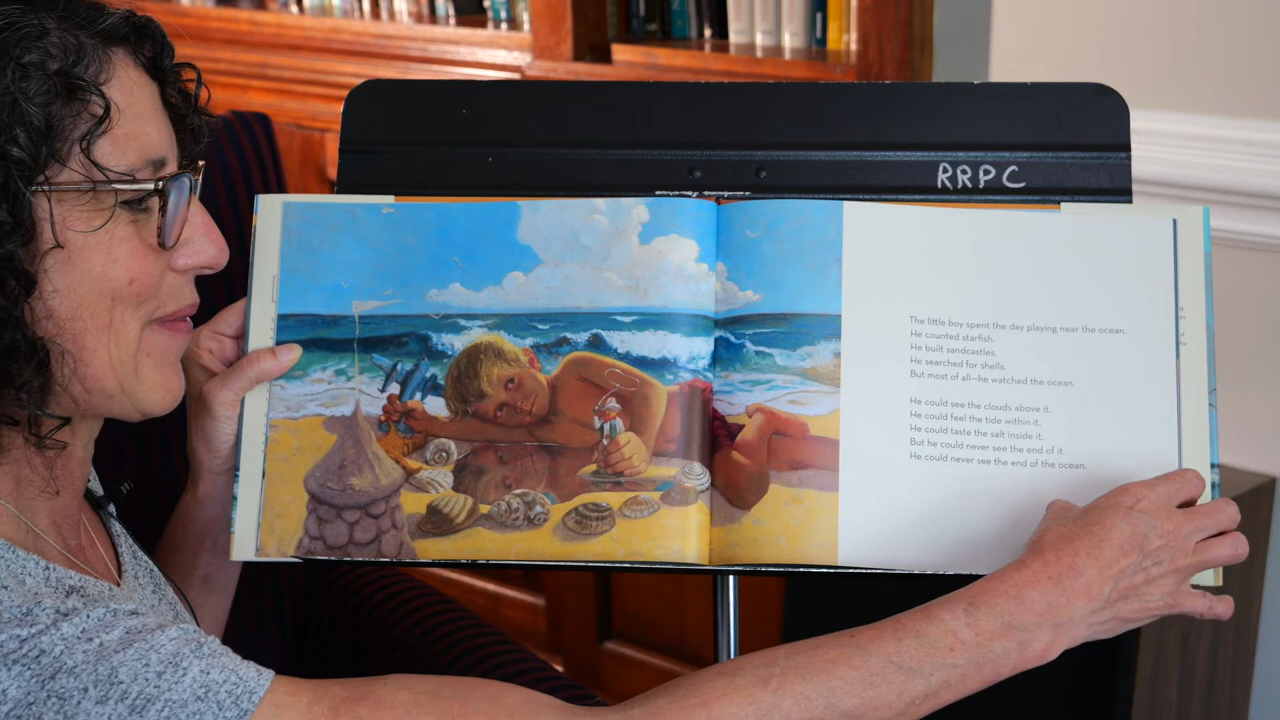 RRPC
The little boy spent the day playing near the ocean.
He counted starfish.
He built sandcastles.
He searched for shells.
But most of all—he watched the ocean.
He could see the clouds above it.
He could feel the tide within it.
He could taste the salt inside it.
But he could never see the end of it.
He could never see the end of the ocean.